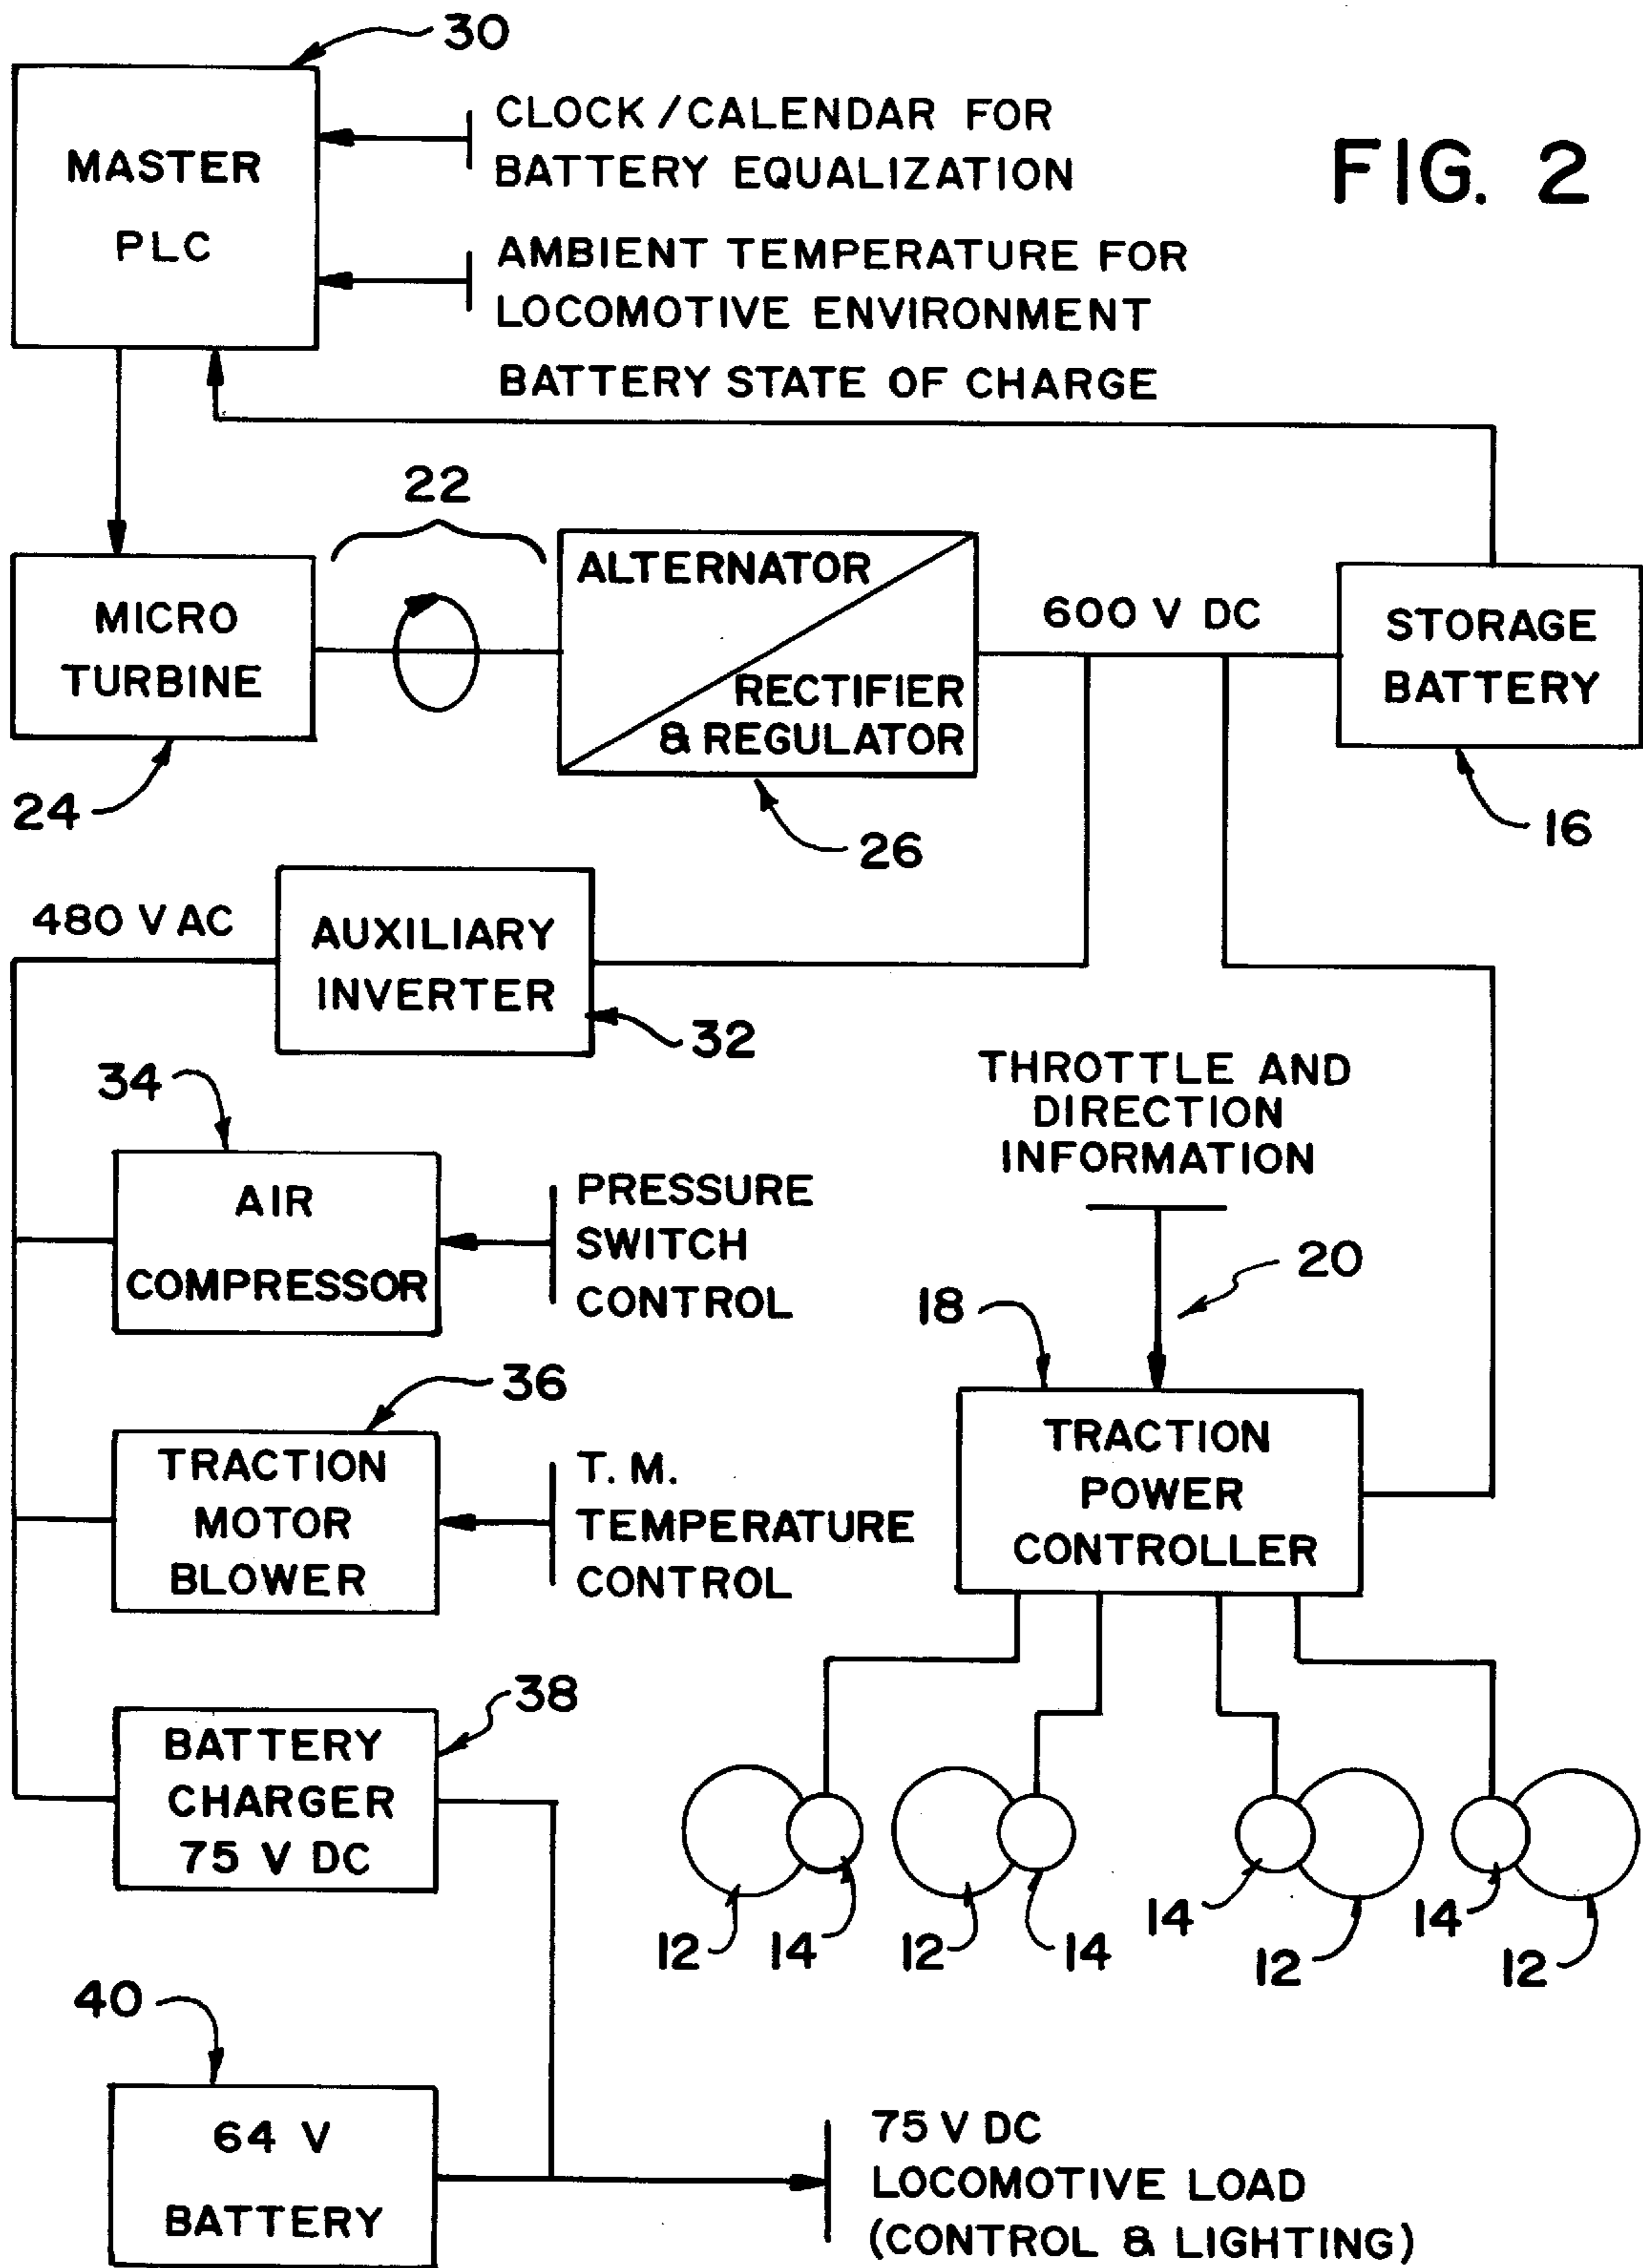 30
MASTER
PLC
CLOCK/CALENDAR FOR
BATTERY EQUALIZATION
FIG. 2
AMBIENT TEMPERATURE FOR
LOCOMOTIVE ENVIRONMENT
BATTERY STATE OF CHARGE
22
MICRO
TURBINE
24
ALTERNATOR
RECTIFIER
& REGULATOR
26
600 V DC
STORAGE
BATTERY
16
480 V AC
AUXILIARY
INVERTER
32
34
AIR
COMPRESSOR
PRESSURE
SWITCH
CONTROL
THROTTLE AND
DIRECTION
INFORMATION
20
18
TRACTION
POWER
CONTROLLER
36
TRACTION
MOTOR
BLOWER
T. M.
TEMPERATURE
CONTROL
38
BATTERY
CHARGER
75 V DC
12
14
12
14
14
12
14
12
40
64 V
BATTERY
75 V DC
LOCOMOTIVE LOAD
(CONTROL & LIGHTING)